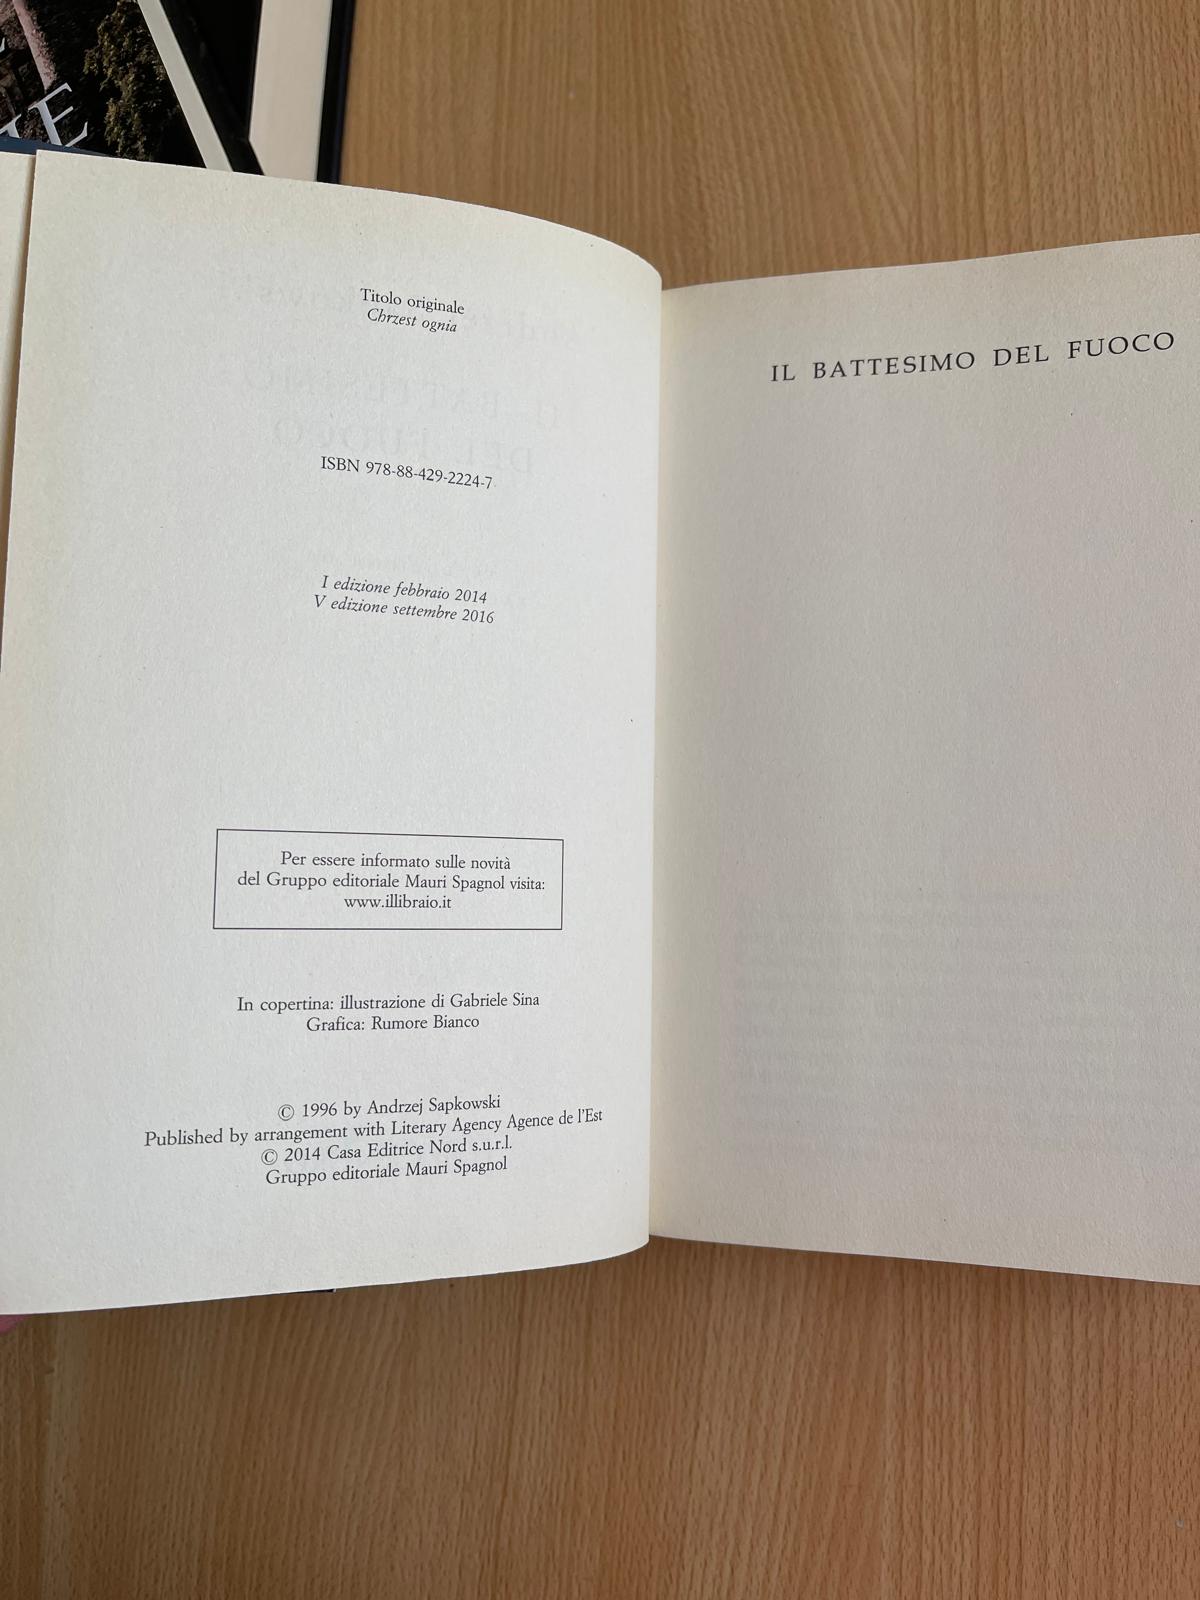 Titolo originale
Chrzest ognia
ISBN 978-88-429-2224-7
I edizione febbraio 2014
V edizione settembre 2016
Per essere informato sulle novità
del Gruppo editoriale Mauri Spagnol visita:
www.illibraio.it
In copertina: illustrazione di Gabriele Sina
Grafica: Rumore Bianco
© 1996 by Andrzej Sapkowski
Published by arrangement with Literary Agency Agence de l'Est
© 2014 Casa Editrice Nord s.u.r.l.
Gruppo editoriale Mauri Spagnol
IL BATTESIMO DEL FUOCO